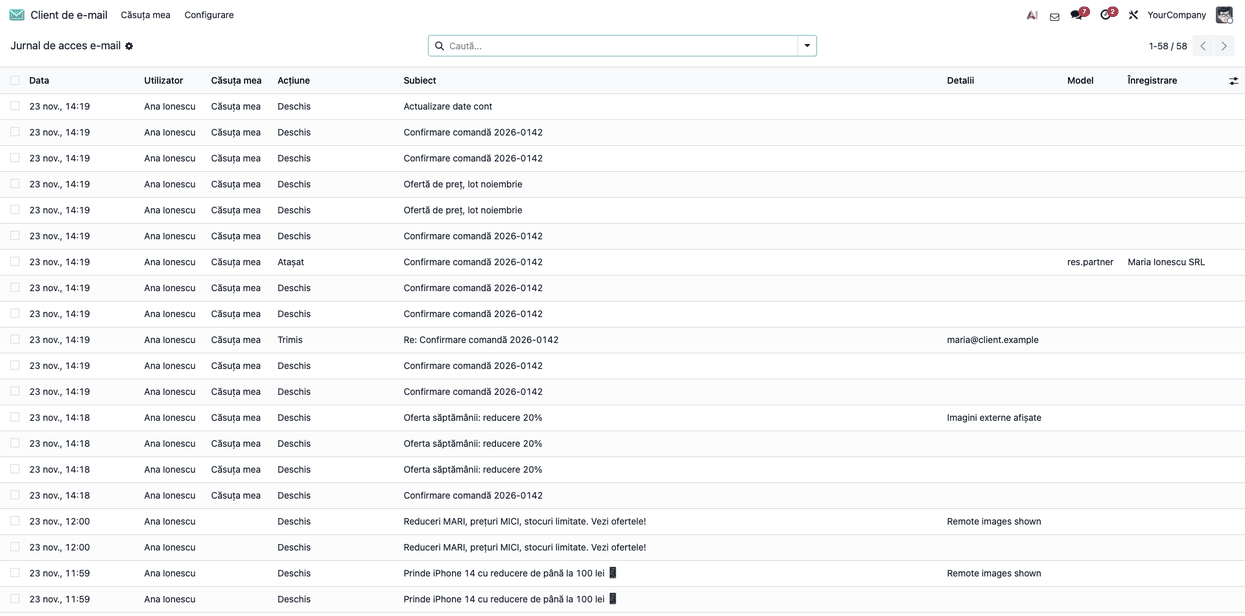 Client de e-mail Căsuța mea Configurare AI 7 2 YourCompany
Jurnal de acces e-mail Caută... 1-58 / 58
Data Utilizator Căsuța mea Acțiune Subiect Detalii Model Înregistrare
23 nov., 14:19 Ana Ionescu Căsuța mea Deschis Actualizare date cont
23 nov., 14:19 Ana Ionescu Căsuța mea Deschis Confirmare comandă 2026-0142
23 nov., 14:19 Ana Ionescu Căsuța mea Deschis Confirmare comandă 2026-0142
23 nov., 14:19 Ana Ionescu Căsuța mea Deschis Ofertă de preț, lot noiembrie
23 nov., 14:19 Ana Ionescu Căsuța mea Deschis Ofertă de preț, lot noiembrie
23 nov., 14:19 Ana Ionescu Căsuța mea Deschis Confirmare comandă 2026-0142
23 nov., 14:19 Ana Ionescu Căsuța mea Atașat Confirmare comandă 2026-0142 res.partner Maria Ionescu SRL
23 nov., 14:19 Ana Ionescu Căsuța mea Deschis Confirmare comandă 2026-0142
23 nov., 14:19 Ana Ionescu Căsuța mea Deschis Confirmare comandă 2026-0142
23 nov., 14:19 Ana Ionescu Căsuța mea Trimis Re: Confirmare comandă 2026-0142 maria@client.example
23 nov., 14:19 Ana Ionescu Căsuța mea Deschis Confirmare comandă 2026-0142
23 nov., 14:19 Ana Ionescu Căsuța mea Deschis Confirmare comandă 2026-0142
23 nov., 14:18 Ana Ionescu Căsuța mea Deschis Oferta săptămânii: reducere 20% Imagini externe afișate
23 nov., 14:18 Ana Ionescu Căsuța mea Deschis Oferta săptămânii: reducere 20%
23 nov., 14:18 Ana Ionescu Căsuța mea Deschis Oferta săptămânii: reducere 20%
23 nov., 14:18 Ana Ionescu Căsuța mea Deschis Confirmare comandă 2026-0142
23 nov., 12:00 Ana Ionescu Deschis Reduceri MARI, prețuri MICI, stocuri limitate. Vezi ofertele! Remote images shown
23 nov., 12:00 Ana Ionescu Deschis Reduceri MARI, prețuri MICI, stocuri limitate. Vezi ofertele!
23 nov., 11:59 Ana Ionescu Deschis Prinde iPhone 14 cu reducere de până la 100 lei Remote images shown
23 nov., 11:59 Ana Ionescu Deschis Prinde iPhone 14 cu reducere de până la 100 lei